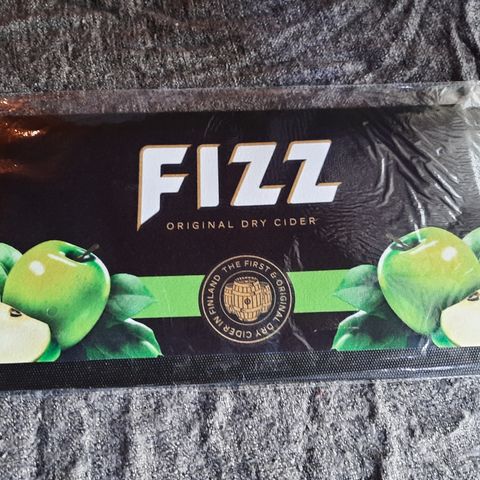 FIZZ
ORIGINAL DRY CIDER
THE FIRST & ORIGINAL DRY CIDER IN FINLAND